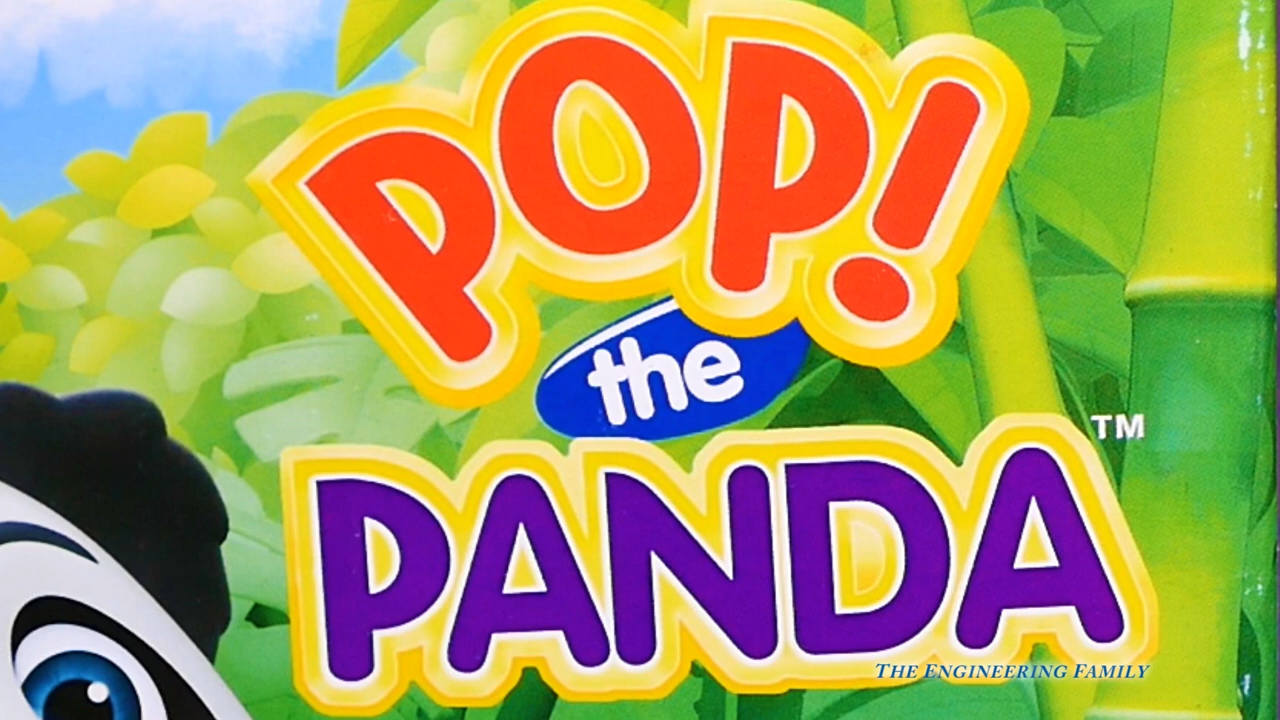 POP!
the
PANDA
TM
THE ENGINEERING FAMILY